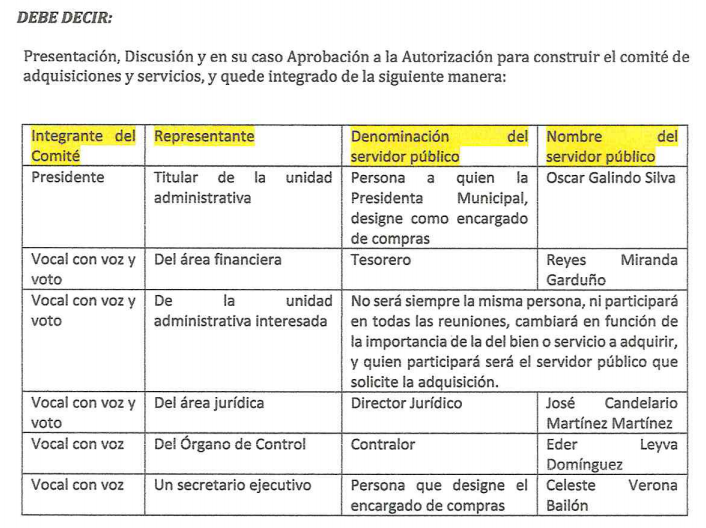 DEBE DECIR:
Presentación, Discusión y en su caso Aprobación a la Autorización para construir el comité de
adquisiciones y servicios, y quede integrado de la siguiente manera:
Integrante del Comité | Representante | Denominación del servidor público | Nombre del servidor público
Presidente | Titular de la unidad administrativa | Persona a quien la Presidenta Municipal, designe como encargado de compras | Oscar Galindo Silva
Vocal con voz y voto | Del área financiera | Tesorero | Reyes Miranda Garduño
Vocal con voz y voto | De la unidad administrativa interesada | No será siempre la misma persona, ni participará en todas las reuniones, cambiará en función de la importancia de la del bien o servicio a adquirir, y quien participará será el servidor público que solicite la adquisición.
Vocal con voz y voto | Del área jurídica | Director Jurídico | José Candelario Martínez Martínez
Vocal con voz | Del Órgano de Control | Contralor | Eder Leyva Domínguez
Vocal con voz | Un secretario ejecutivo | Persona que designe el encargado de compras | Celeste Verona Bailón